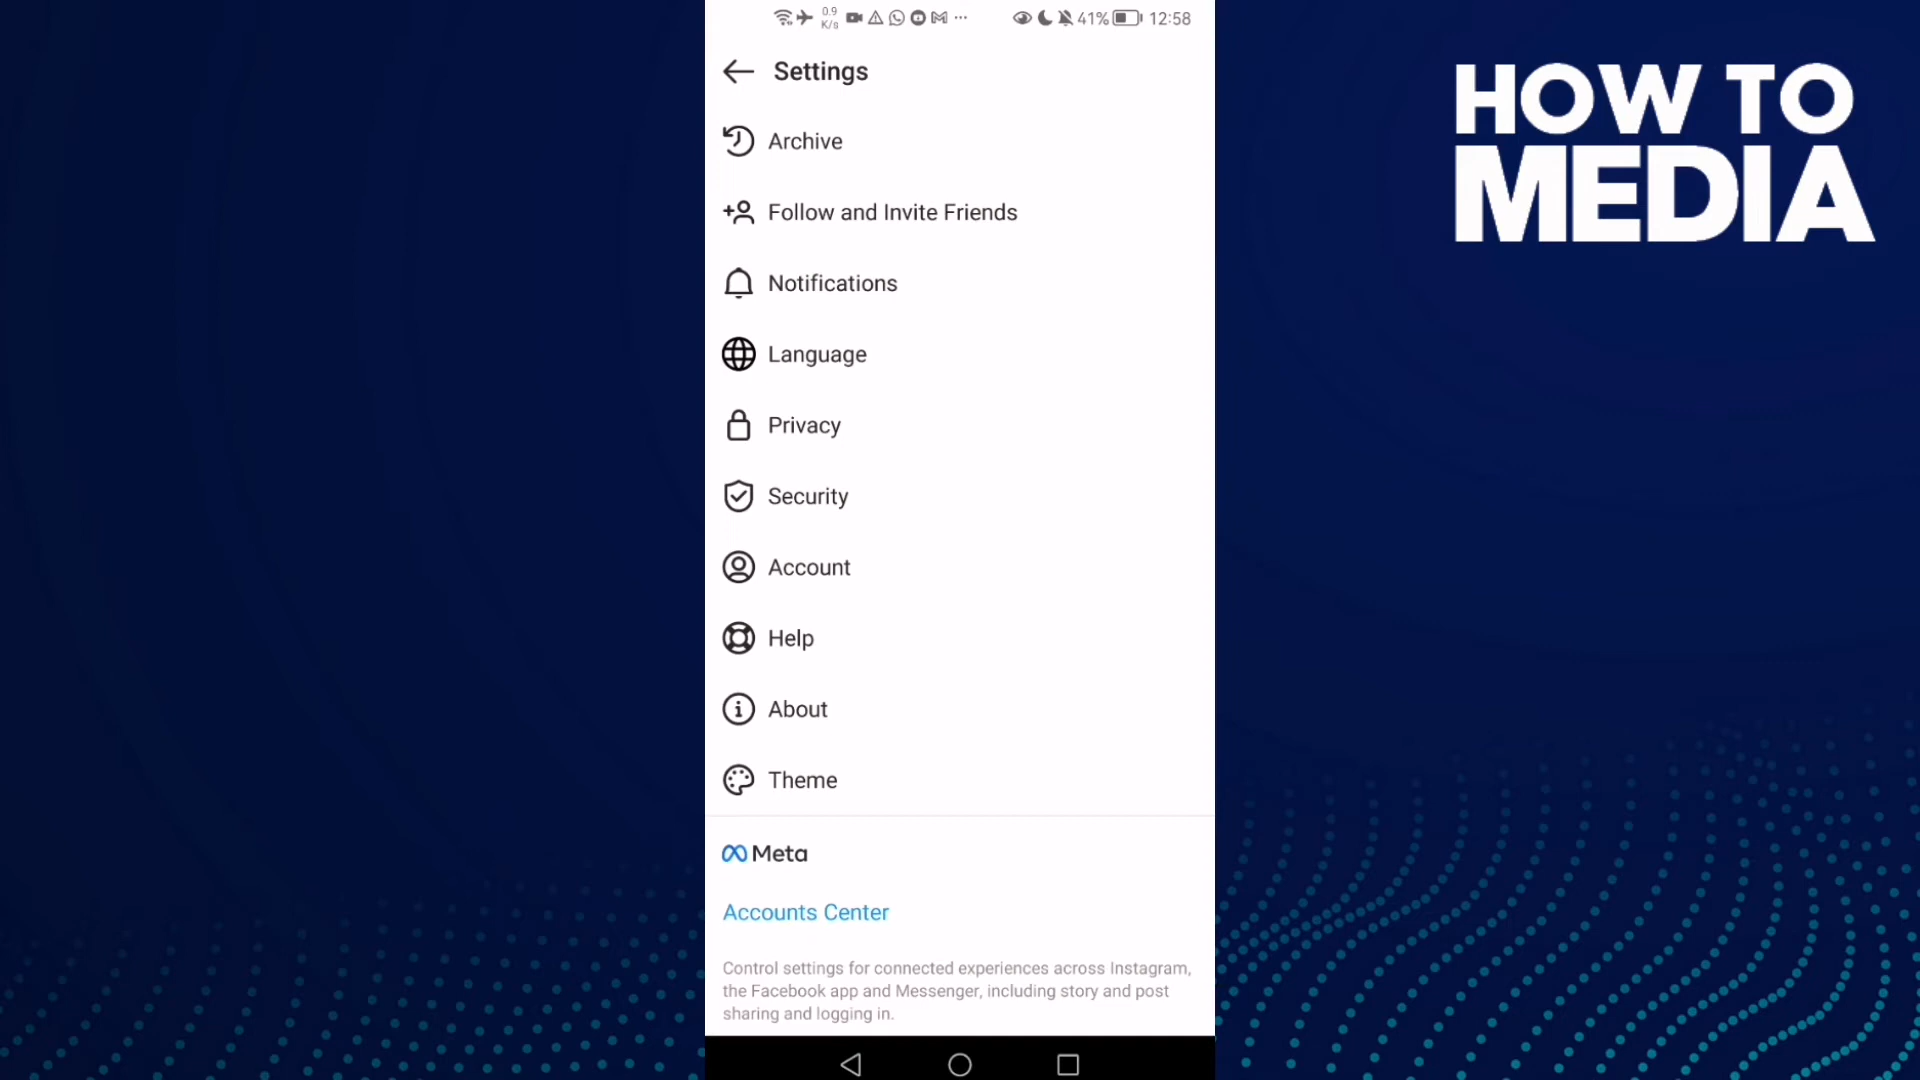 0.9
K/s
41%
12:58
Settings
Archive
Follow and Invite Friends
Notifications
Language
Privacy
Security
Account
Help
About
Theme
Meta
Accounts Center
Control settings for connected experiences across Instagram,
the Facebook app and Messenger, including story and post
sharing and logging in.
HOW TO
MEDIA